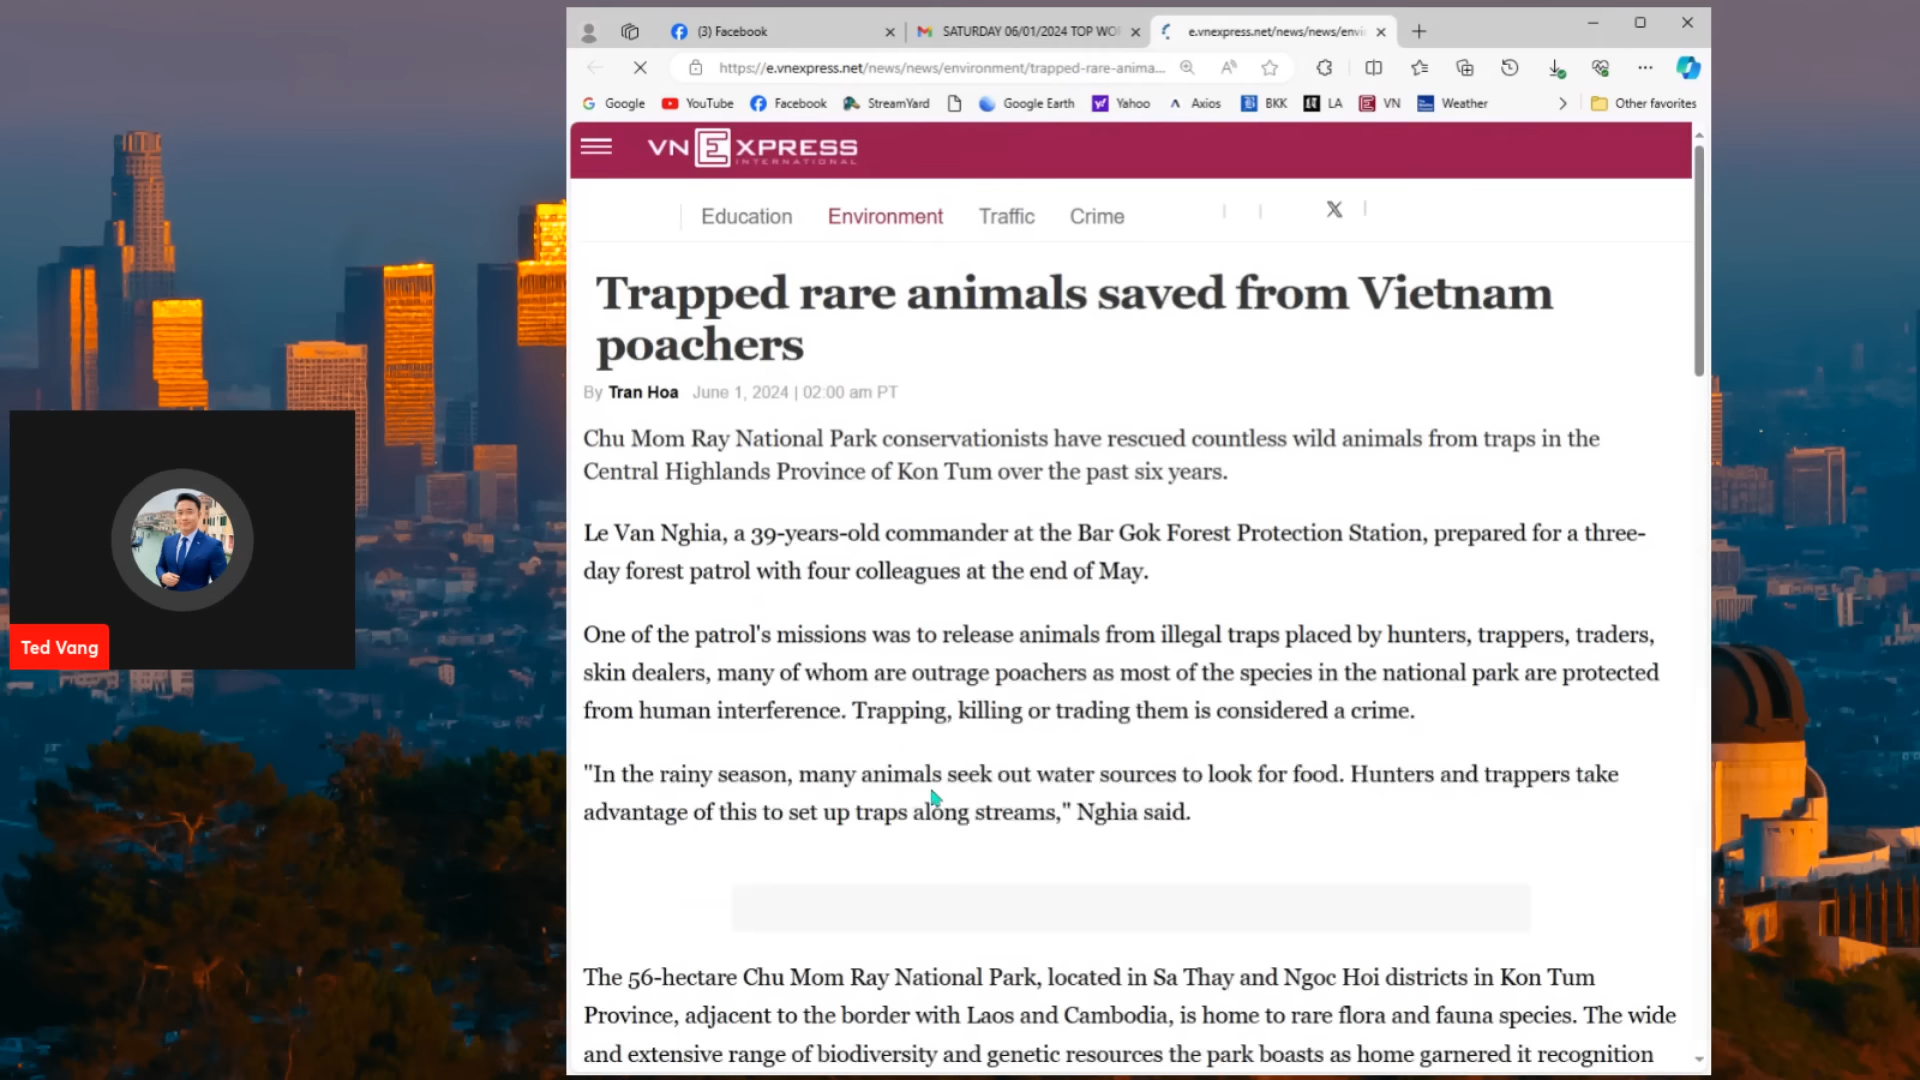 (3) Facebook
SATURDAY 06/01/2024 TOP WO
e.vnexpress.net/news/news/envi
https://e.vnexpress.net/news/news/environment/trapped-rare-anima...
Google YouTube Facebook StreamYard Google Earth Yahoo Axios BKK LA VN Weather Other favorites
VN EXPRESS
INTERNATIONAL
Education Environment Traffic Crime
Trapped rare animals saved from Vietnam
poachers
By Tran Hoa June 1, 2024 | 02:00 am PT
Chu Mom Ray National Park conservationists have rescued countless wild animals from traps in the
Central Highlands Province of Kon Tum over the past six years.
Le Van Nghia, a 39-years-old commander at the Bar Gok Forest Protection Station, prepared for a three-
day forest patrol with four colleagues at the end of May.
One of the patrol's missions was to release animals from illegal traps placed by hunters, trappers, traders,
skin dealers, many of whom are outrage poachers as most of the species in the national park are protected
from human interference. Trapping, killing or trading them is considered a crime.
"In the rainy season, many animals seek out water sources to look for food. Hunters and trappers take
advantage of this to set up traps along streams," Nghia said.
The 56-hectare Chu Mom Ray National Park, located in Sa Thay and Ngoc Hoi districts in Kon Tum
Province, adjacent to the border with Laos and Cambodia, is home to rare flora and fauna species. The wide
and extensive range of biodiversity and genetic resources the park boasts as home garnered it recognition
Ted Vang